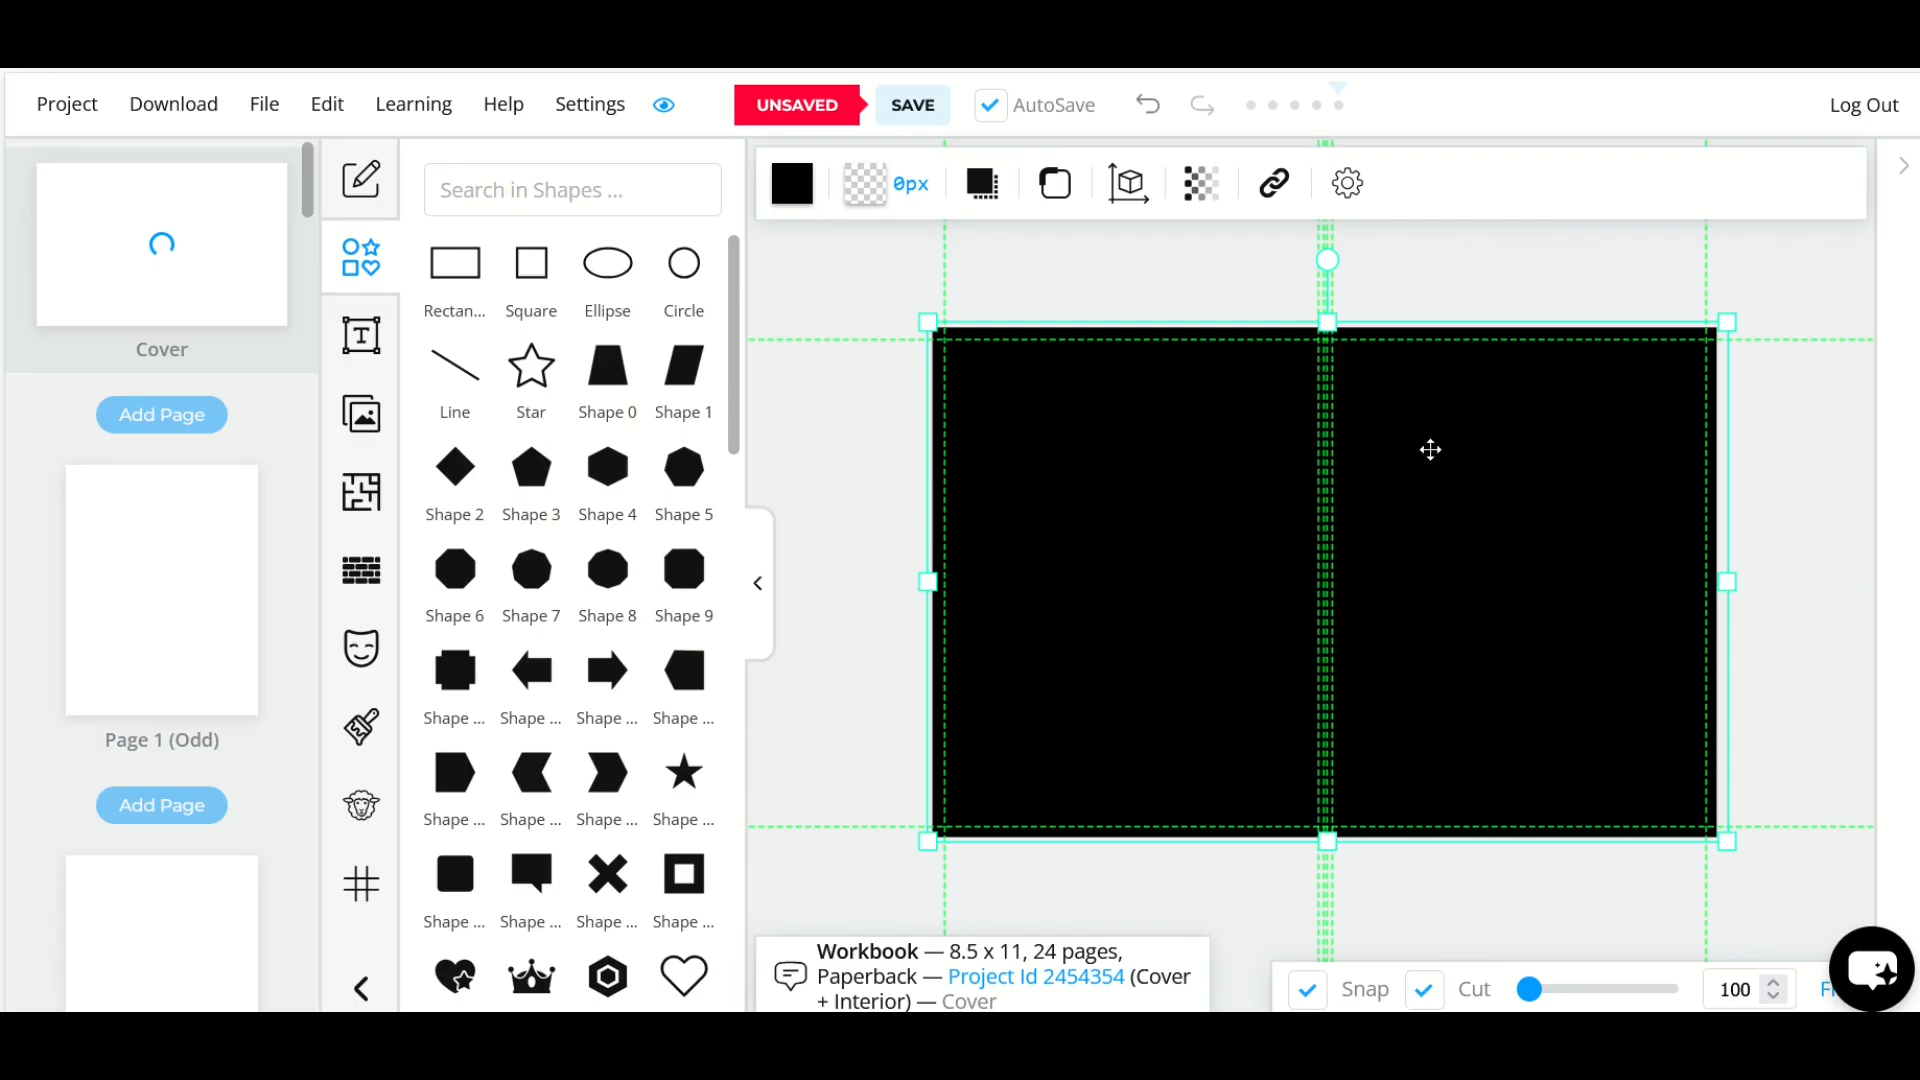 Project Download File Edit Learning Help Settings UNSAVED SAVE AutoSave Log Out
Search in Shapes ...
0px
Rectan... Square Ellipse Circle
Line Star Shape 0 Shape 1
Shape 2 Shape 3 Shape 4 Shape 5
Shape 6 Shape 7 Shape 8 Shape 9
Shape ... Shape ... Shape ... Shape ...
Shape ... Shape ... Shape ... Shape ...
Shape ... Shape ... Shape ... Shape ...
Cover
Add Page
Page 1 (Odd)
Add Page
Workbook — 8.5 x 11, 24 pages,
Paperback — Project Id 2454354 (Cover
+ Interior) — Cover
Snap Cut 100